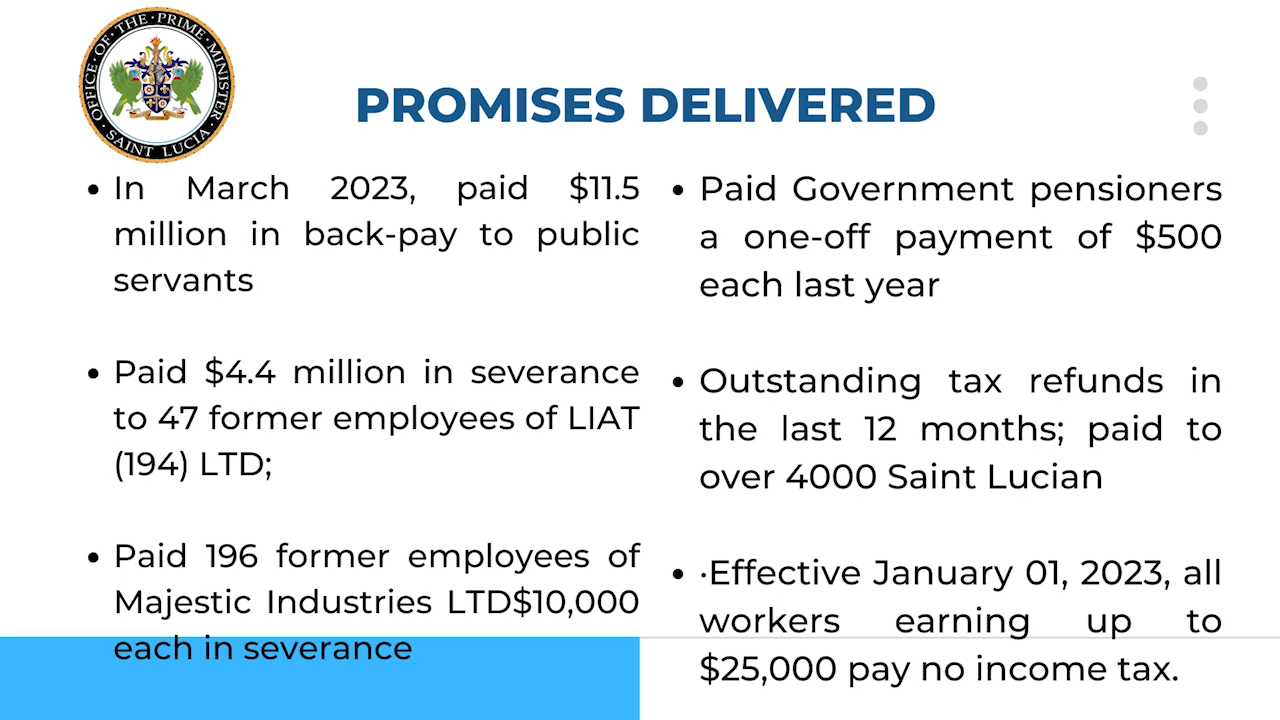 OFFICE · OF · THE · PRIME · MINISTER
· SAINT LUCIA ·
PROMISES DELIVERED
• In March 2023, paid $11.5
million in back-pay to public
servants
• Paid $4.4 million in severance
to 47 former employees of LIAT
(194) LTD;
• Paid 196 former employees of
Majestic Industries LTD$10,000
each in severance
• Paid Government pensioners
a one-off payment of $500
each last year
• Outstanding tax refunds in
the last 12 months; paid to
over 4000 Saint Lucian
• ·Effective January 01, 2023, all
workers earning up to
$25,000 pay no income tax.